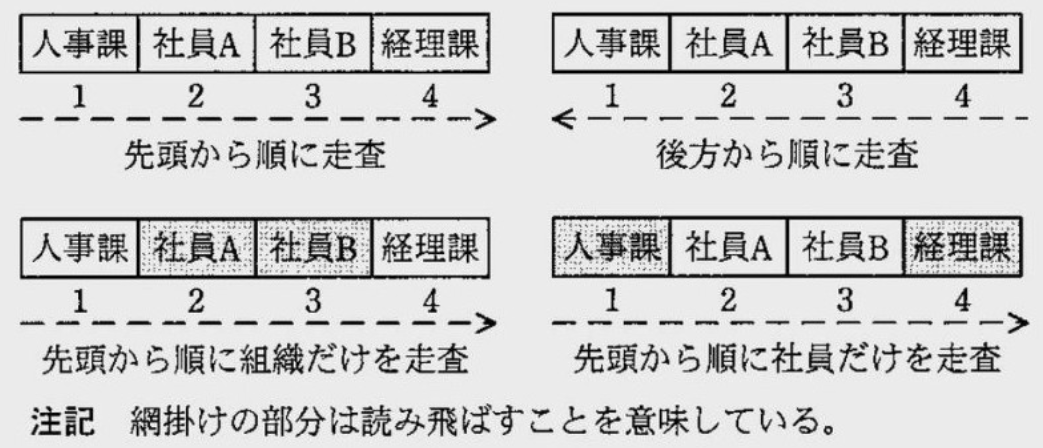 人事課 社員A 社員B 経理課
1 2 3 4
先頭から順に走査
人事課 社員A 社員B 経理課
1 2 3 4
後方から順に走査
人事課 社員A 社員B 経理課
1 2 3 4
先頭から順に組織だけを走査
人事課 社員A 社員B 経理課
1 2 3 4
先頭から順に社員だけを走査
注記 網掛けの部分は読み飛ばすことを意味している。